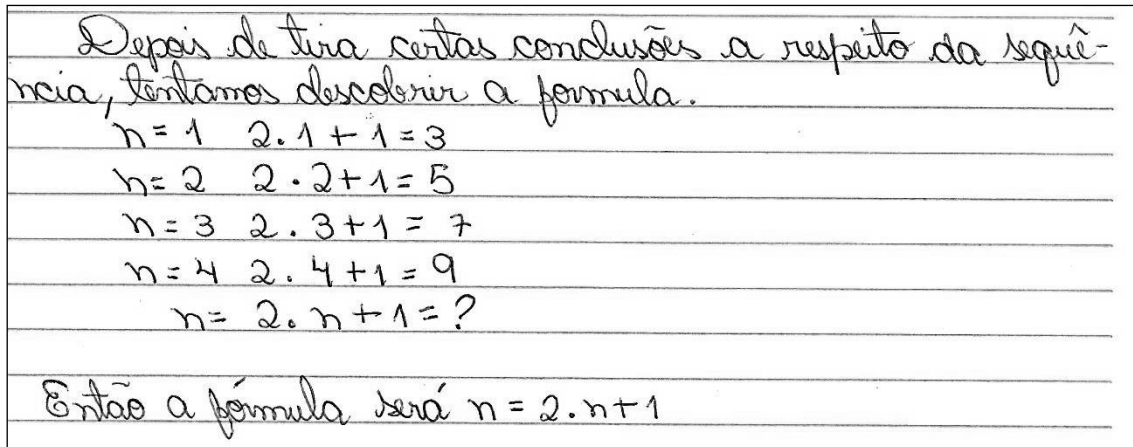 Depois de tira certas conclusões a respeito da sequê-
ncia, tentamos descobrir a formula.
n = 1 2 . 1 + 1 = 3
n = 2 2 . 2 + 1 = 5
n = 3 2 . 3 + 1 = 7
n = 4 2 . 4 + 1 = 9
n = 2 . n + 1 = ?
Então a fórmula será n = 2 . n + 1